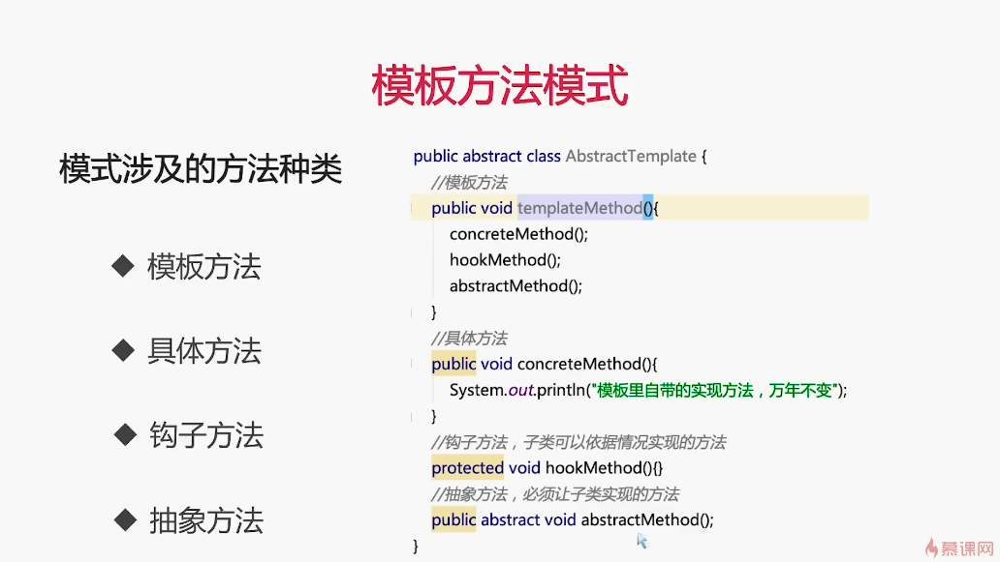 模板方法模式
模式涉及的方法种类
◆ 模板方法
◆ 具体方法
◆ 钩子方法
◆ 抽象方法
public abstract class AbstractTemplate {
//模板方法
public void templateMethod(){
concreteMethod();
hookMethod();
abstractMethod();
}
//具体方法
public void concreteMethod(){
System.out.println("模板里自带的实现方法，万年不变");
}
//钩子方法，子类可以依据情况实现的方法
protected void hookMethod(){}
//抽象方法，必须让子类实现的方法
public abstract void abstractMethod();
}
慕课网